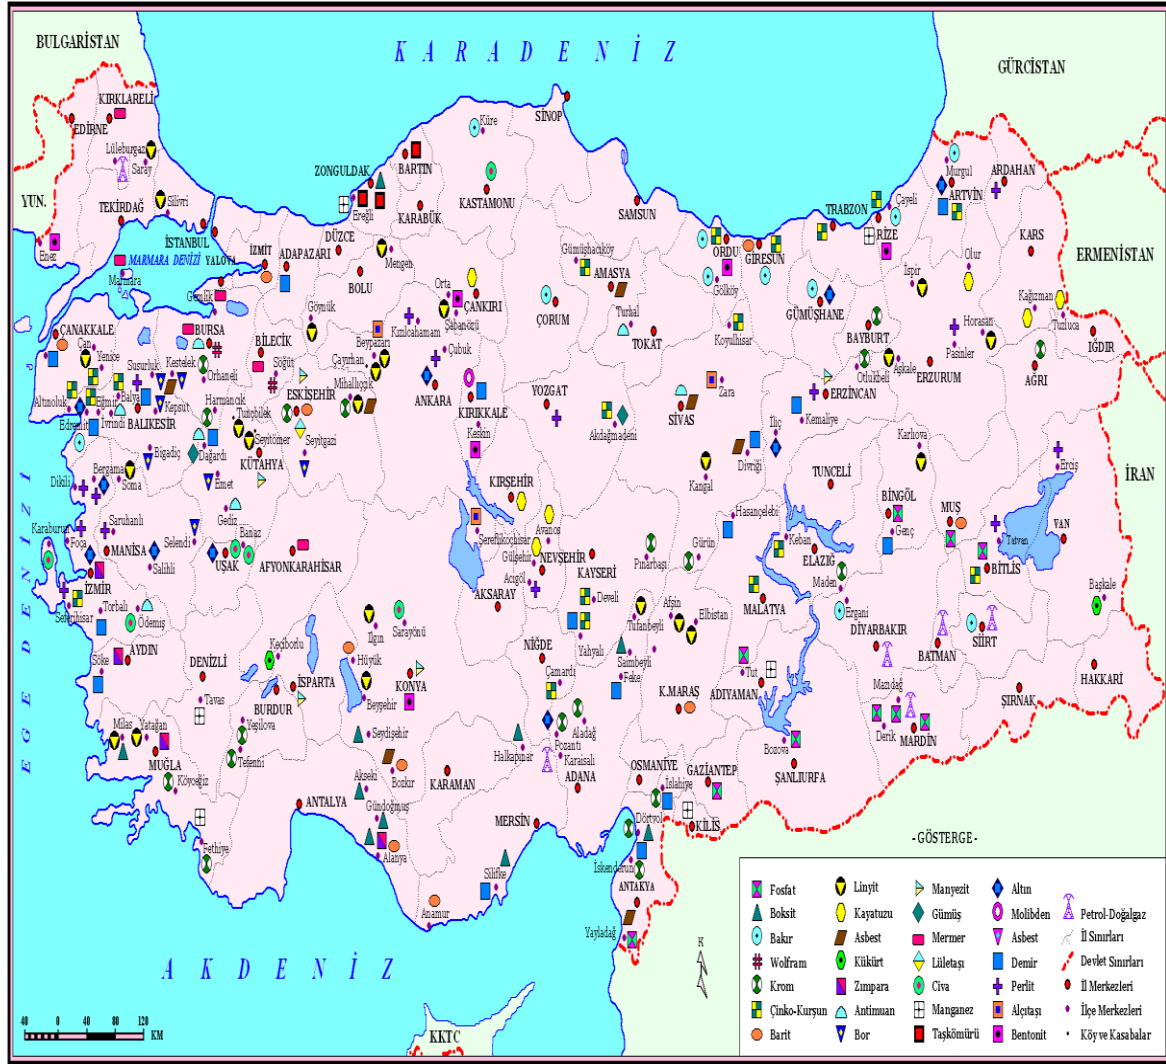 BULGARİSTAN
K A R A D E N İ Z
GÜRCİSTAN
KIRKLARELİ
EDİRNE
Lüleburgaz
Saray
YUN.
Silivri
TEKİRDAĞ
İSTANBUL
Enez
MARMARA DENİZİ
Marmara
YALOVA
İZMİT
ADAPAZARI
DÜZCE
ZONGULDAK
Ereğli
BARTIN
KARABÜK
KASTAMONU
Küre
SİNOP
SAMSUN
Gümüşhacıköy
AMASYA
ORDU
GİRESUN
Gölköy
TRABZON
Çayeli
RİZE
Murgul
ARTVİN
ARDAHAN
KARS
ERMENİSTAN
Olur
İspir
Kağızman
Tuzluca
IĞDIR
Horasan
Pasinler
AĞRI
Gemlik
BURSA
BİLECİK
BOLU
Mengen
Göynük
Orta
ÇANKIRI
Şabanözü
Kızılcahamam
Çubuk
ÇORUM
Turhal
TOKAT
Koyulhisar
GÜMÜŞHANE
BAYBURT
Otlukbeli
Aşkale
ERZURUM
ÇANAKKALE
Çan
Yenişce
Susurluk
Kestelek
Orhaneli
Söğüt
Beypazarı
Çayırhan
Mihalıççık
ANKARA
KIRIKKALE
Keskin
YOZGAT
Akdağmadeni
SİVAS
Zara
ERZİNCAN
Kemaliye
İliç
Altınoluk
Eğmir
Balya
Edremit
İvrindi
BALIKESİR
Kepsut
Harmancık
Tunçbilek
ESKİŞEHİR
Seyitömer
Seyitgazi
Dağardı
KÜTAHYA
Bigadiç
Emet
Divriği
Kangal
TUNCELİ
Karlıova
Erciş
İRAN
Bergama
Soma
Dikili
Gediz
Banaz
KIRŞEHİR
Hasançelebi
BİNGÖL
Genç
MUŞ
VAN
Tatvan
BİTLİS
Karaburun
Foça
Saruhanlı
MANİSA
Selendi
UŞAK
AFYONKARAHİSAR
Salihli
İZMİR
Şereflikoçhisar
Avanos
Gülşehir
NEVŞEHİR
Acıgöl
KAYSERİ
Pınarbaşı
Gürün
Keban
ELAZIĞ
Maden
MALATYA
Ergani
Başkale
Seferihisar
Torbalı
Ödemiş
AKSARAY
Develi
Yahyalı
Afşin
Elbistan
Tufanbeyli
DİYARBAKIR
BATMAN
SİİRT
HAKKARİ
ŞIRNAK
Ilgın
Sarayönü
AYDIN
Söke
DENİZLİ
Tavas
Keçiborlu
ISPARTA
BURDUR
Hüyük
KONYA
Beyşehir
NİĞDE
Çamardı
Saimbeyli
Feke
Tut
ADIYAMAN
K.MARAŞ
Mazıdağ
Derik
MARDİN
Milas
Yatağan
MUĞLA
Köyceğiz
Yeşilova
Tefenni
Seydişehir
Halkapınar
Aladağ
Pozantı
Karaisalı
ADANA
Bozova
ŞANLIURFA
Akseki
Bozkır
KARAMAN
OSMANİYE
GAZİANTEP
İslahiye
KİLİS
Fethiye
ANTALYA
Gündoğmuş
Alanya
MERSİN
Dörtyol
İskenderun
ANTAKYA
Yayladağ
Silifke
Anamur
E G E D E N İ Z İ
A K D E N İ Z
KKTC
K
40 0 40 80 120
KM
- GÖSTERGE -
Fosfat
Boksit
Bakır
Wolfram
Krom
Çinko-Kurşun
Barit
Linyit
Kayatuzu
Asbest
Kükürt
Zımpara
Antimuan
Bor
Manyezit
Gümüş
Mermer
Lületaşı
Civa
Manganez
Taşkömürü
Altın
Molibden
Asbest
Demir
Perlit
Alçıtaşı
Bentonit
Petrol-Doğalgaz
İl Sınırları
Devlet Sınırları
İl Merkezleri
İlçe Merkezleri
Köy ve Kasabalar